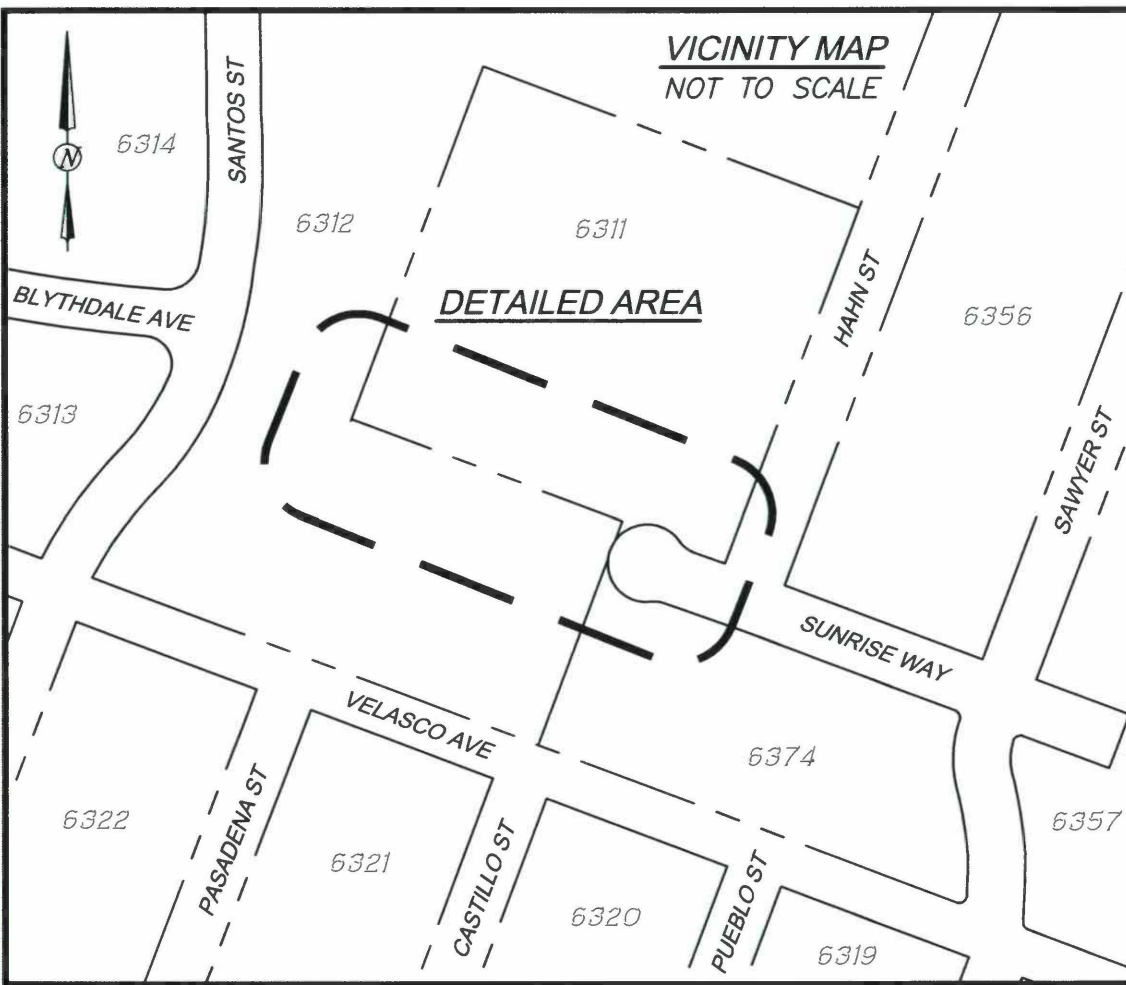 VICINITY MAP
NOT TO SCALE
N
6314
SANTOS ST
6312
6311
HAHN ST
6356
BLYTHDALE AVE
DETAILED AREA
6313
SAWYER ST
SUNRISE WAY
VELASCO AVE
6374
6322
PASADENA ST
6321
CASTILLO ST
6320
PUEBLO ST
6319
6357